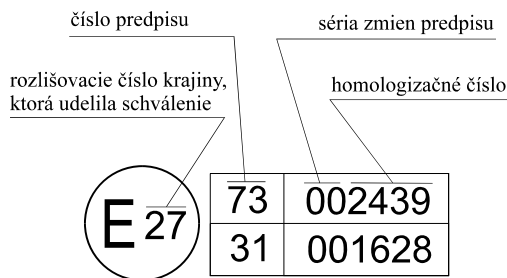 číslo predpisu
séria zmien predpisu
rozlišovacie číslo krajiny,
ktorá udelila schválenie
homologizačné číslo
E 27
73 002439
31 001628